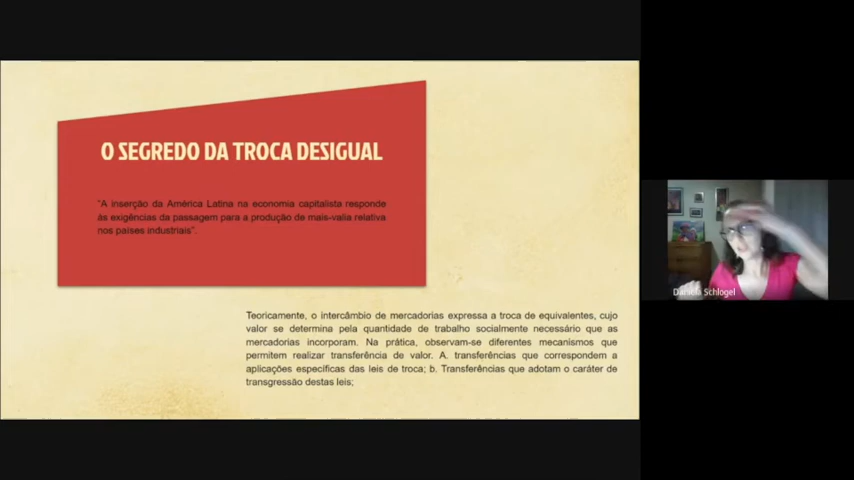 O SEGREDO DA TROCA DESIGUAL
"A inserção da América Latina na economia capitalista responde
às exigências da passagem para a produção de mais-valia relativa
nos países industriais".
Teoricamente, o intercâmbio de mercadorias expressa a troca de equivalentes, cujo
valor se determina pela quantidade de trabalho socialmente necessário que as
mercadorias incorporam. Na prática, observam-se diferentes mecanismos que
permitem realizar transferência de valor. A. transferências que correspondem a
aplicações específicas das leis de troca; b. Transferências que adotam o caráter de
transgressão destas leis;
Daniela Schlogel